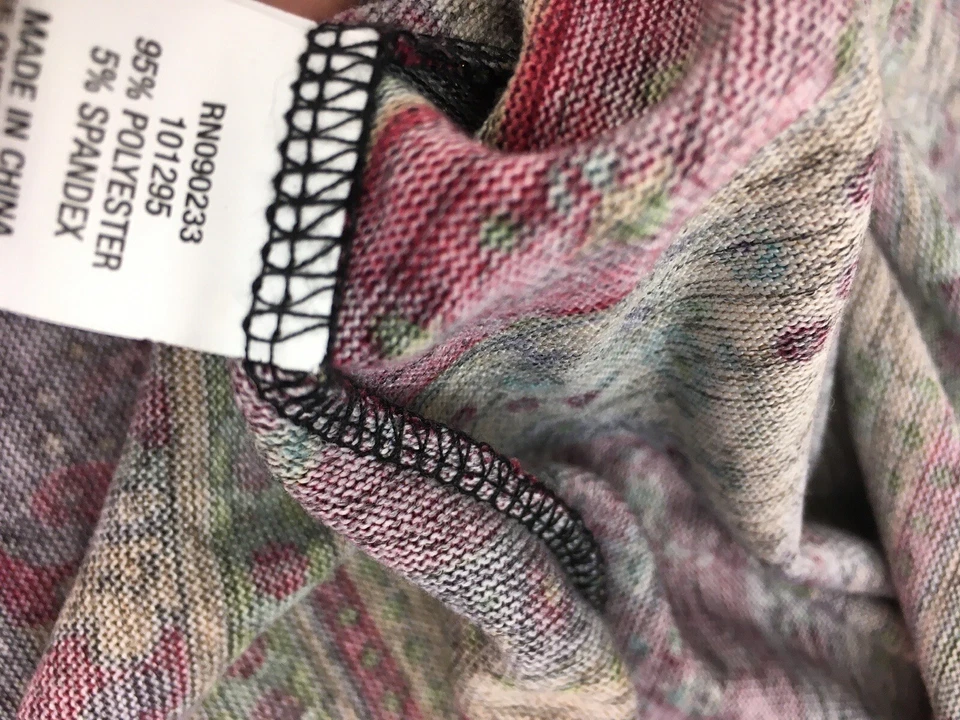 RN090233
101295
95% POLYESTER
5% SPANDEX
MADE IN CHINA